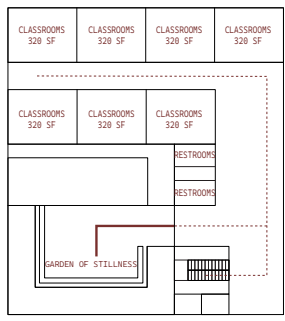 CLASSROOMS CLASSROOMS CLASSROOMS CLASSROOMS
320 SF 320 SF 320 SF 320 SF
CLASSROOMS CLASSROOMS CLASSROOMS
320 SF 320 SF 320 SF
RESTROOMS
RESTROOMS
GARDEN OF STILLNESS